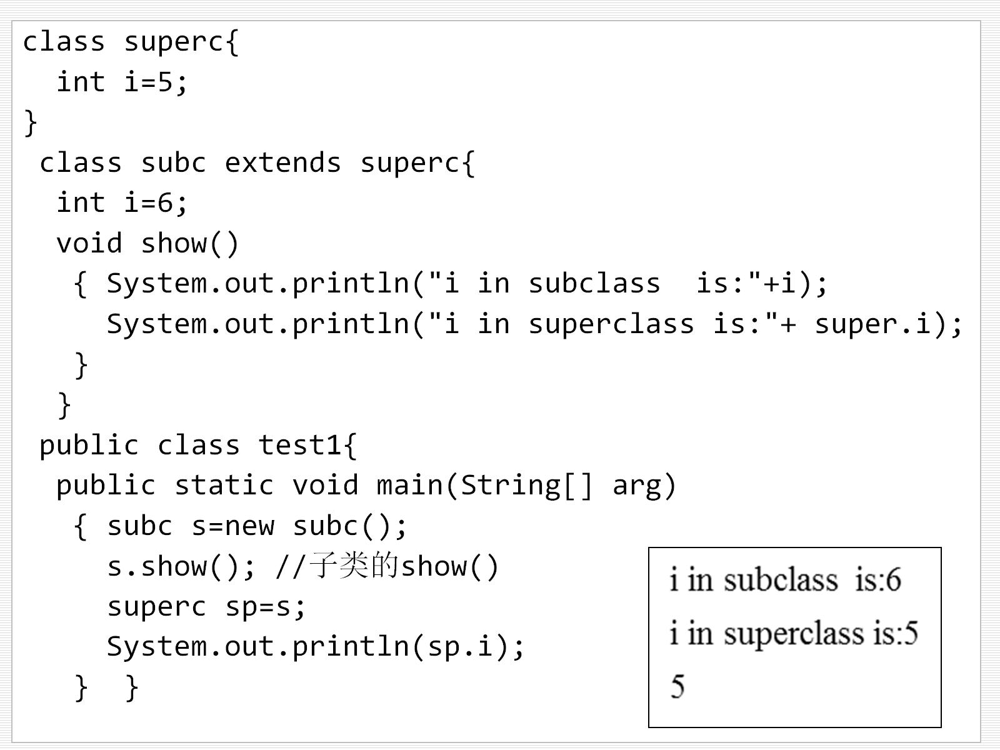 class superc{
  int i=5;
}
 class subc extends superc{
  int i=6;
  void show()
   { System.out.println("i in subclass  is:"+i);
     System.out.println("i in superclass is:"+ super.i);
   }
  }
 public class test1{
  public static void main(String[] arg)
   { subc s=new subc();
     s.show(); //子类的show()
     superc sp=s;
     System.out.println(sp.i);
   }  }
i in subclass  is:6
i in superclass is:5
5